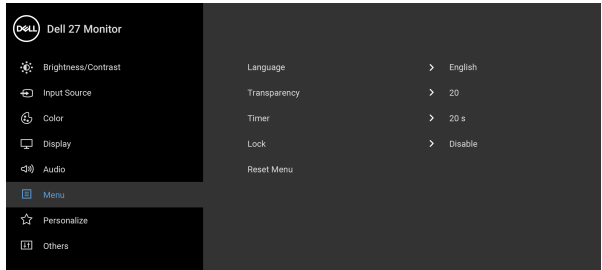 DELL Dell 27 Monitor
Brightness/Contrast
Input Source
Color
Display
Audio
Menu
Personalize
Others
Language > English
Transparency > 20
Timer > 20 s
Lock > Disable
Reset Menu